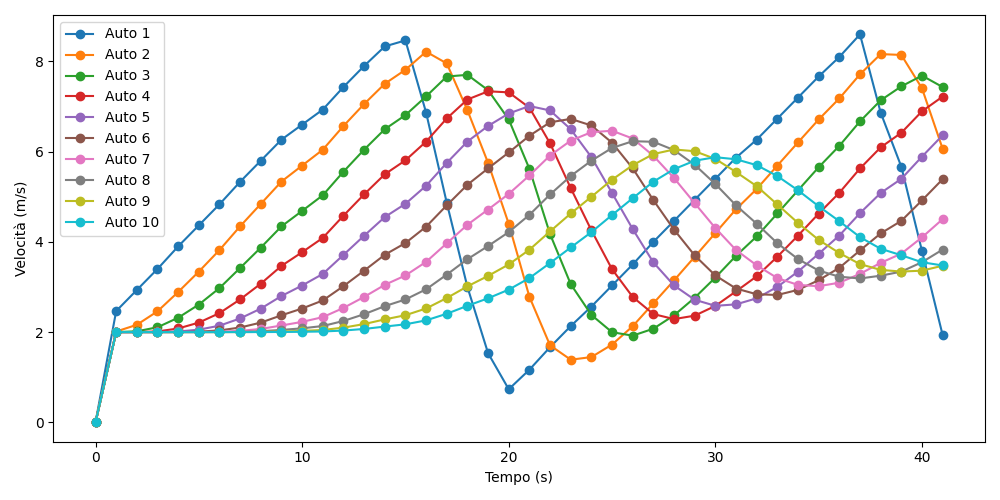 Auto 1
Auto 2
Auto 3
Auto 4
Auto 5
Auto 6
Auto 7
Auto 8
Auto 9
Auto 10
Velocità (m/s)
8
6
4
2
0
0 10 20 30 40
Tempo (s)